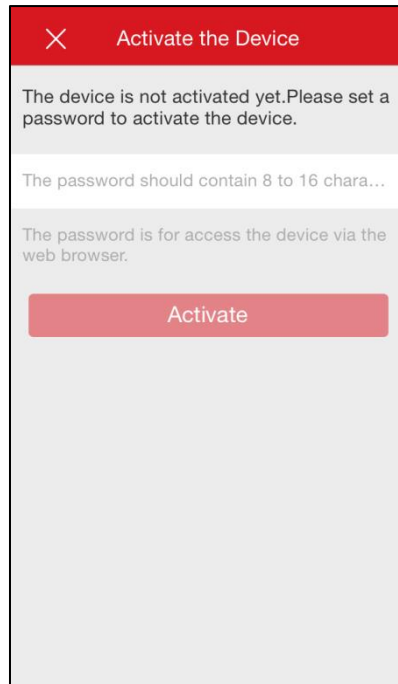 Activate the Device
The device is not activated yet.Please set a
password to activate the device.
The password should contain 8 to 16 chara...
The password is for access the device via the
web browser.
Activate